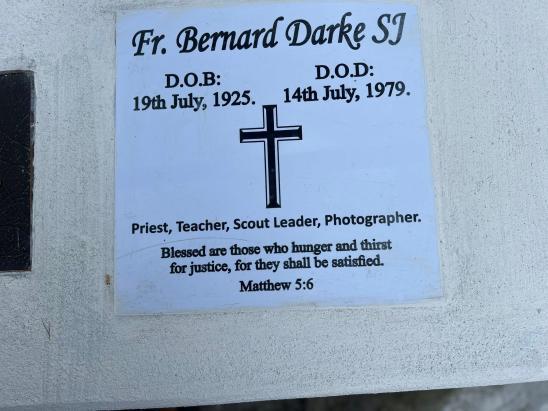 Fr. Bernard Darke SJ
D.O.B: D.O.D:
19th July, 1925. 14th July, 1979.
Priest, Teacher, Scout Leader, Photographer.
Blessed are those who hunger and thirst
for justice, for they shall be satisfied.
Matthew 5:6